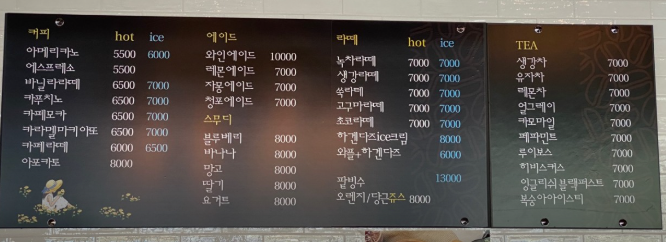 커피 hot ice
아메리카노 5500 6000
에스프레소 5500
바닐라라떼 6500 7000
카푸치노 6500 7000
카페모카 6500 7000
카라멜마키아또 6500 7000
카페라떼 6000 6500
아포카토 8000
에이드
와인에이드 10000
레몬에이드 7000
자몽에이드 7000
청포에이드 7000
스무디
블루베리 8000
바나나 8000
망고 8000
딸기 8000
요거트 8000
라떼 hot ice
녹차라떼 7000 7000
생강라떼 7000 7000
쑥라떼 7000 7000
고구마라떼 7000 7000
초코라떼 7000 7000
하겐다즈ice크림 8000
와플+하겐다즈 6000
팥빙수 13000
오렌지/당근쥬스 8000
TEA
생강차 7000
유자차 7000
레몬차 7000
얼그레이 7000
카모마일 7000
페파민트 7000
루이보스 7000
히비스커스 7000
잉글리쉬블랙퍼스트 7000
복숭아아이스티 7000